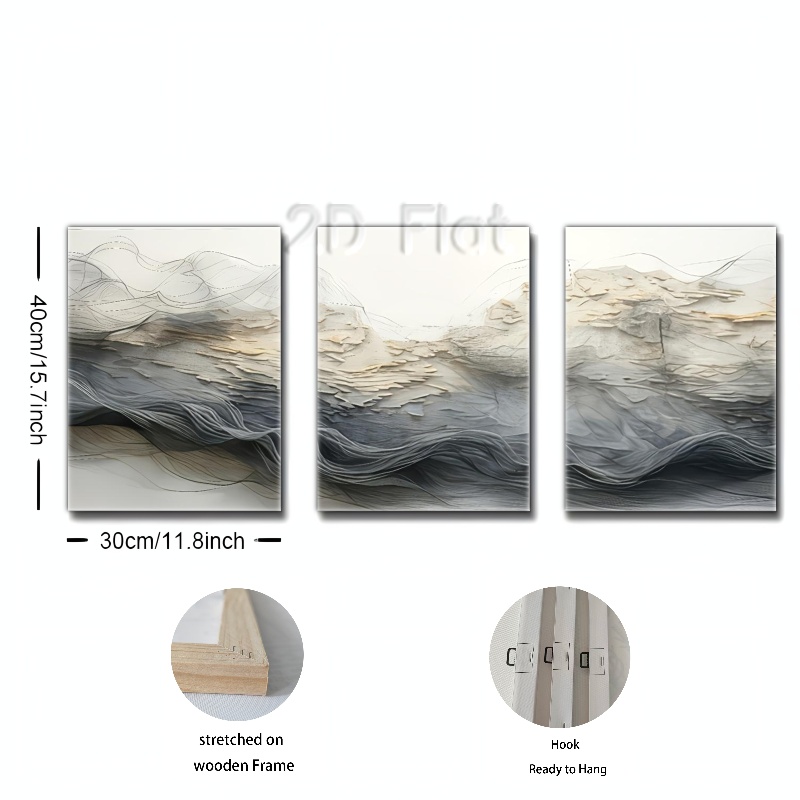 2D Flat
40cm/15.7inch
30cm/11.8inch
stretched on
wooden Frame
Hook
Ready to Hang